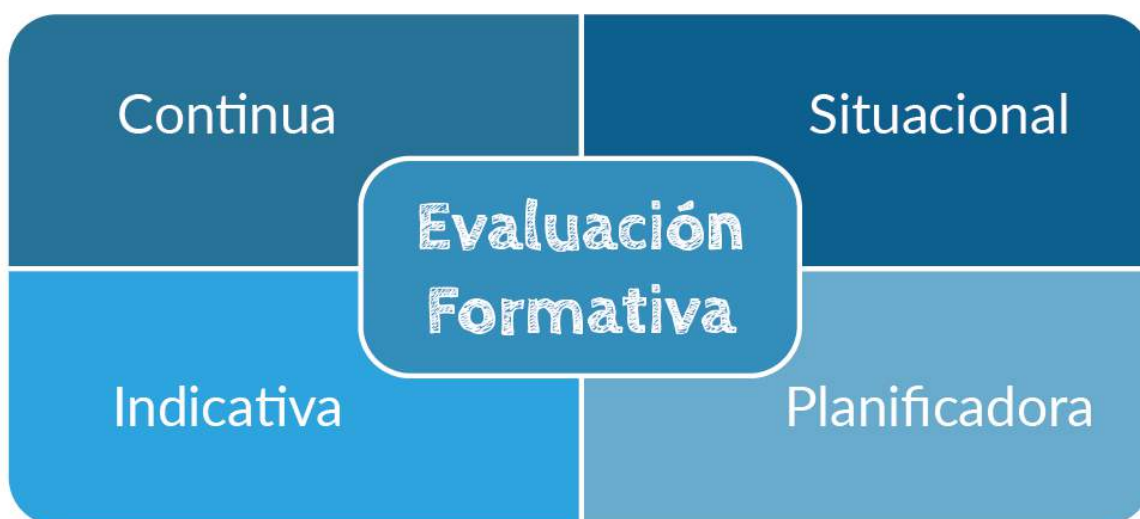 Continua
Situacional
Evaluación
Formativa
Indicativa
Planificadora